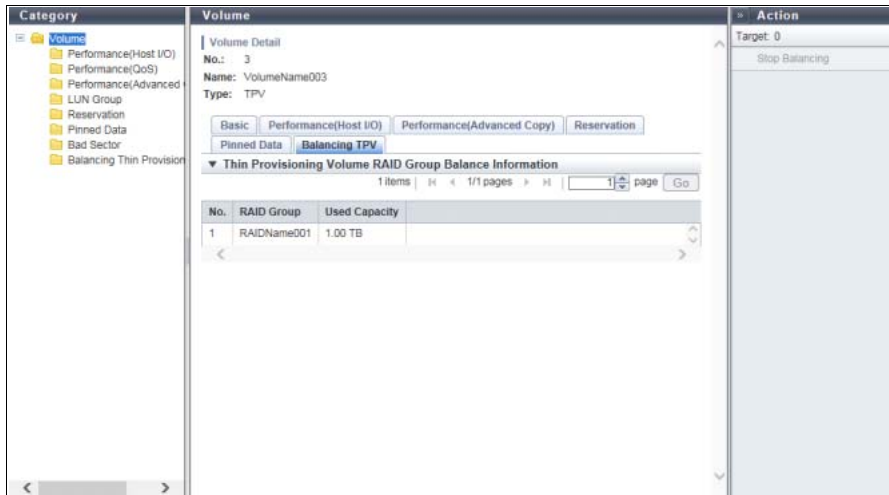 Category
Volume
Performance(Host I/O)
Performance(QoS)
Performance(Advanced
LUN Group
Reservation
Pinned Data
Bad Sector
Balancing Thin Provision
Volume
Volume Detail
No.: 3
Name: VolumeName003
Type: TPV
Basic Performance(Host I/O) Performance(Advanced Copy) Reservation
Pinned Data Balancing TPV
▼ Thin Provisioning Volume RAID Group Balance Information
1 items 1/1 pages 1 page Go
No. RAID Group Used Capacity
1 RAIDName001 1.00 TB
» Action
Target: 0
Stop Balancing